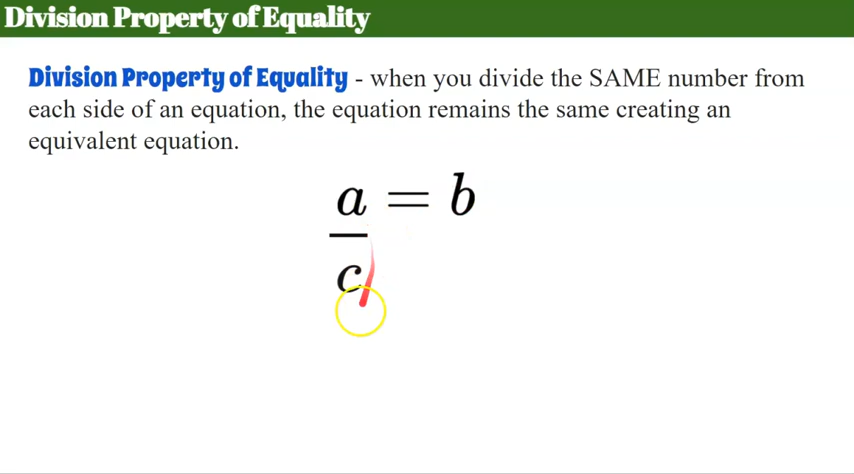 Division Property of Equality
Division Property of Equality - when you divide the SAME number from
each side of an equation, the equation remains the same creating an
equivalent equation.
a = b
c